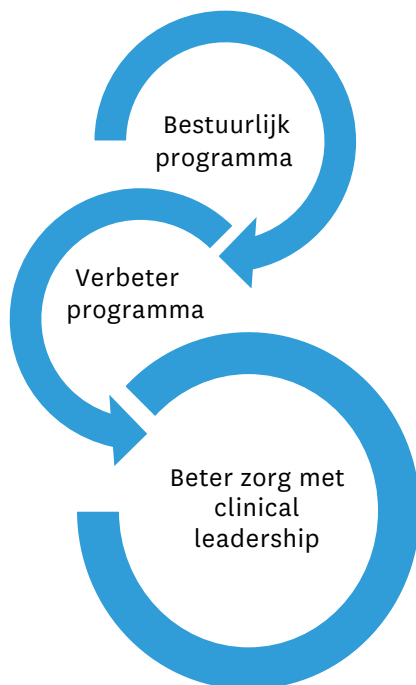 Bestuurlijk
programma
Verbeter
programma
Beter zorg met
clinical
leadership